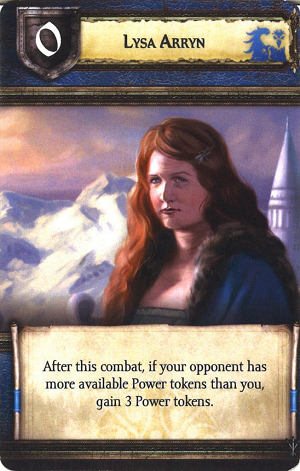 0
LYSA ARRYN
After this combat, if your opponent has
more available Power tokens than you,
gain 3 Power tokens.